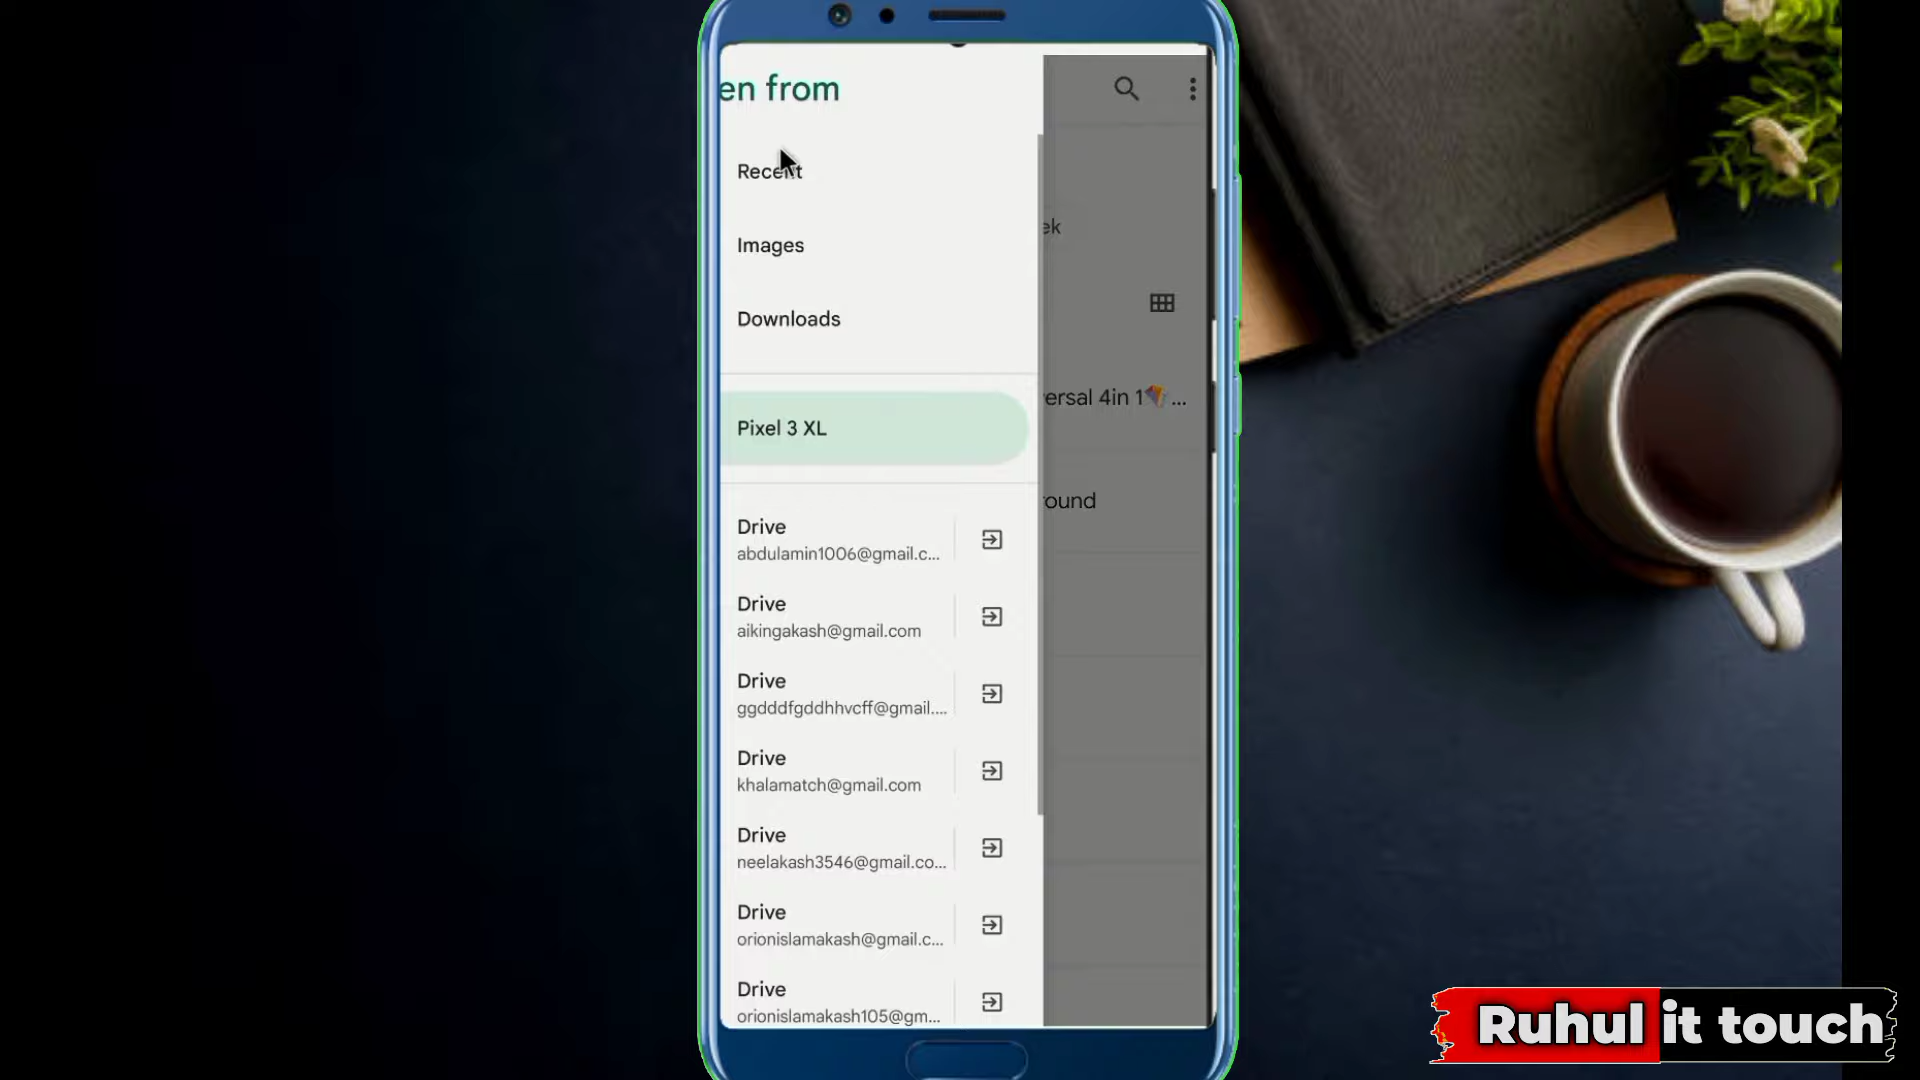 en from
Recent
Images
Downloads
Pixel 3 XL
Drive
abdulamin1006@gmail.c...
Drive
aikingakash@gmail.com
Drive
ggdddfgddhhvcff@gmail....
Drive
khalamatch@gmail.com
Drive
neelakash3546@gmail.co...
Drive
orionislamakash@gmail.c...
Drive
orionislamakash105@gm...
ek
ersal 4in 1🪁 ...
round
Ruhul it touch